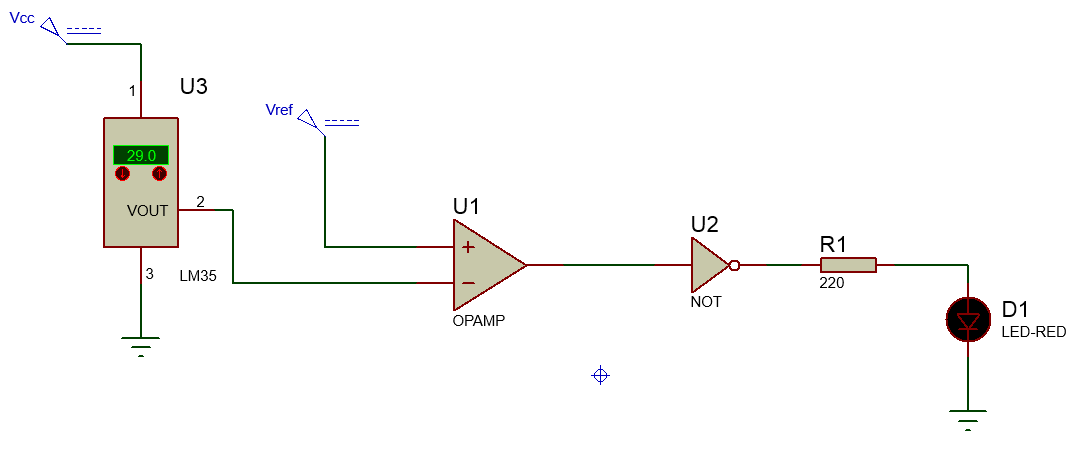 Vcc
U3
1
Vref
29.0
2
VOUT
U1
+
−
3
LM35
OPAMP
U2
NOT
R1
220
D1
LED-RED